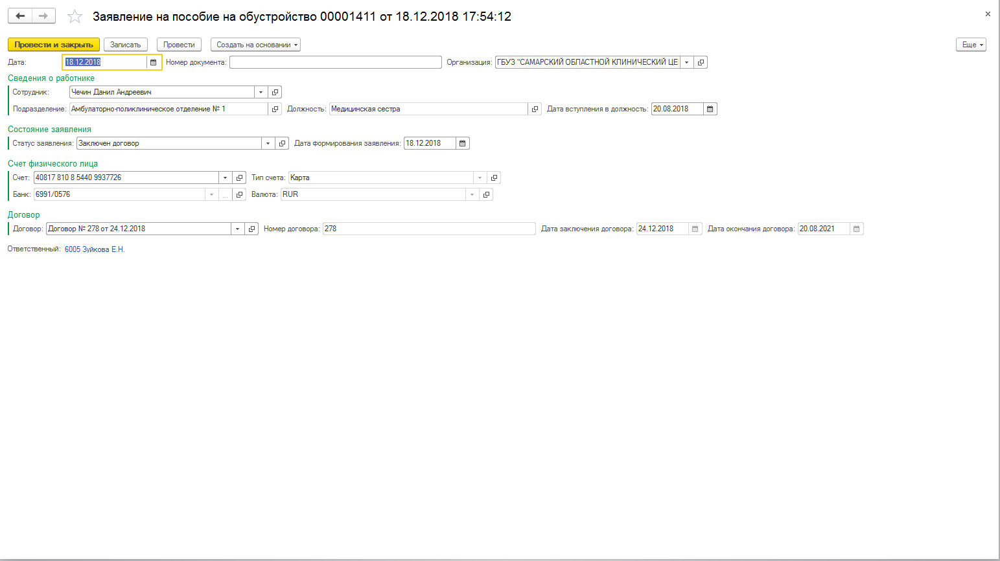 Заявление на пособие на обустройство 00001411 от 18.12.2018 17:54:12
Провести и закрыть Записать Провести Создать на основании Еще
Дата: 18.12.2018 Номер документа: Организация: ГБУЗ "САМАРСКИЙ ОБЛАСТНОЙ КЛИНИЧЕСКИЙ ЦЕ
Сведения о работнике
Сотрудник: Чечин Данил Андреевич
Подразделение: Амбулаторно-поликлиническое отделение № 1 Должность: Медицинская сестра Дата вступления в должность: 20.08.2018
Состояние заявления
Статус заявления: Заключен договор Дата формирования заявления: 18.12.2018
Счет физического лица
Счет: 40817 810 8 5440 9937726 Тип счета: Карта
Банк: 6991/0576 ... Валюта: RUR
Договор
Договор: Договор № 278 от 24.12.2018 Номер договора: 278 Дата заключения договора: 24.12.2018 Дата окончания договора: 20.08.2021
Ответственный: 6005 Зуйкова Е.Н.